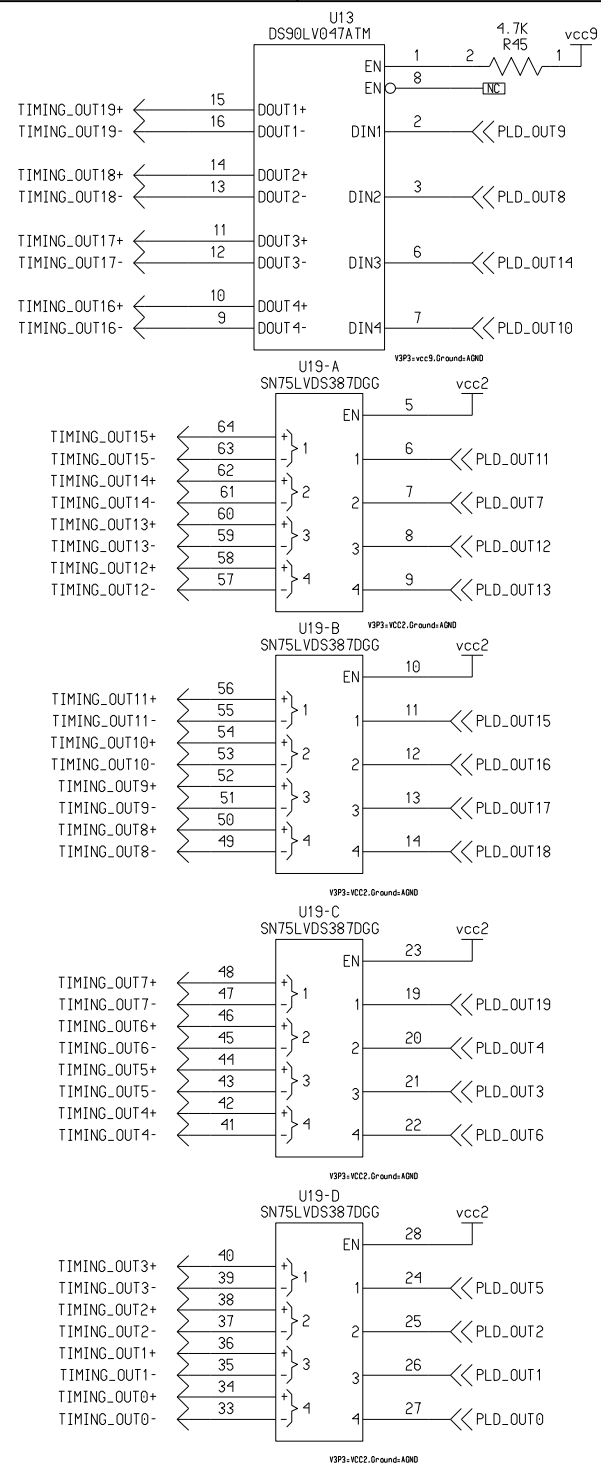 U13
DS90LV047ATM
4.7K
R45
vcc9
EN 1 2 1
EN 8 NC
TIMING_OUT19+ 15 DOUT1+
TIMING_OUT19- 16 DOUT1- DIN1 2 PLD_OUT9
TIMING_OUT18+ 14 DOUT2+
TIMING_OUT18- 13 DOUT2- DIN2 3 PLD_OUT8
TIMING_OUT17+ 11 DOUT3+
TIMING_OUT17- 12 DOUT3- DIN3 6 PLD_OUT14
TIMING_OUT16+ 10 DOUT4+
TIMING_OUT16- 9 DOUT4- DIN4 7 PLD_OUT10
V3P3=vcc9.Ground=AGND
U19-A
SN75LVDS387DGG
vcc2
EN 5
TIMING_OUT15+ 64 + 1
TIMING_OUT15- 63 - 1 6 PLD_OUT11
TIMING_OUT14+ 62 + 2
TIMING_OUT14- 61 - 2 7 PLD_OUT7
TIMING_OUT13+ 60 + 3
TIMING_OUT13- 59 - 3 8 PLD_OUT12
TIMING_OUT12+ 58 + 4
TIMING_OUT12- 57 - 4 9 PLD_OUT13
V3P3=VCC2.Ground=AGND
U19-B
SN75LVDS387DGG
vcc2
EN 10
TIMING_OUT11+ 56 + 1
TIMING_OUT11- 55 - 1 11 PLD_OUT15
TIMING_OUT10+ 54 + 2
TIMING_OUT10- 53 - 2 12 PLD_OUT16
TIMING_OUT9+ 52 + 3
TIMING_OUT9- 51 - 3 13 PLD_OUT17
TIMING_OUT8+ 50 + 4
TIMING_OUT8- 49 - 4 14 PLD_OUT18
V3P3=VCC2.Ground=AGND
U19-C
SN75LVDS387DGG
vcc2
EN 23
TIMING_OUT7+ 48 + 1
TIMING_OUT7- 47 - 1 19 PLD_OUT19
TIMING_OUT6+ 46 + 2
TIMING_OUT6- 45 - 2 20 PLD_OUT4
TIMING_OUT5+ 44 + 3
TIMING_OUT5- 43 - 3 21 PLD_OUT3
TIMING_OUT4+ 42 + 4
TIMING_OUT4- 41 - 4 22 PLD_OUT6
V3P3=VCC2.Ground=AGND
U19-D
SN75LVDS387DGG
vcc2
EN 28
TIMING_OUT3+ 40 + 1
TIMING_OUT3- 39 - 1 24 PLD_OUT5
TIMING_OUT2+ 38 + 2
TIMING_OUT2- 37 - 2 25 PLD_OUT2
TIMING_OUT1+ 36 + 3
TIMING_OUT1- 35 - 3 26 PLD_OUT1
TIMING_OUT0+ 34 + 4
TIMING_OUT0- 33 - 4 27 PLD_OUT0
V3P3=VCC2.Ground=AGND